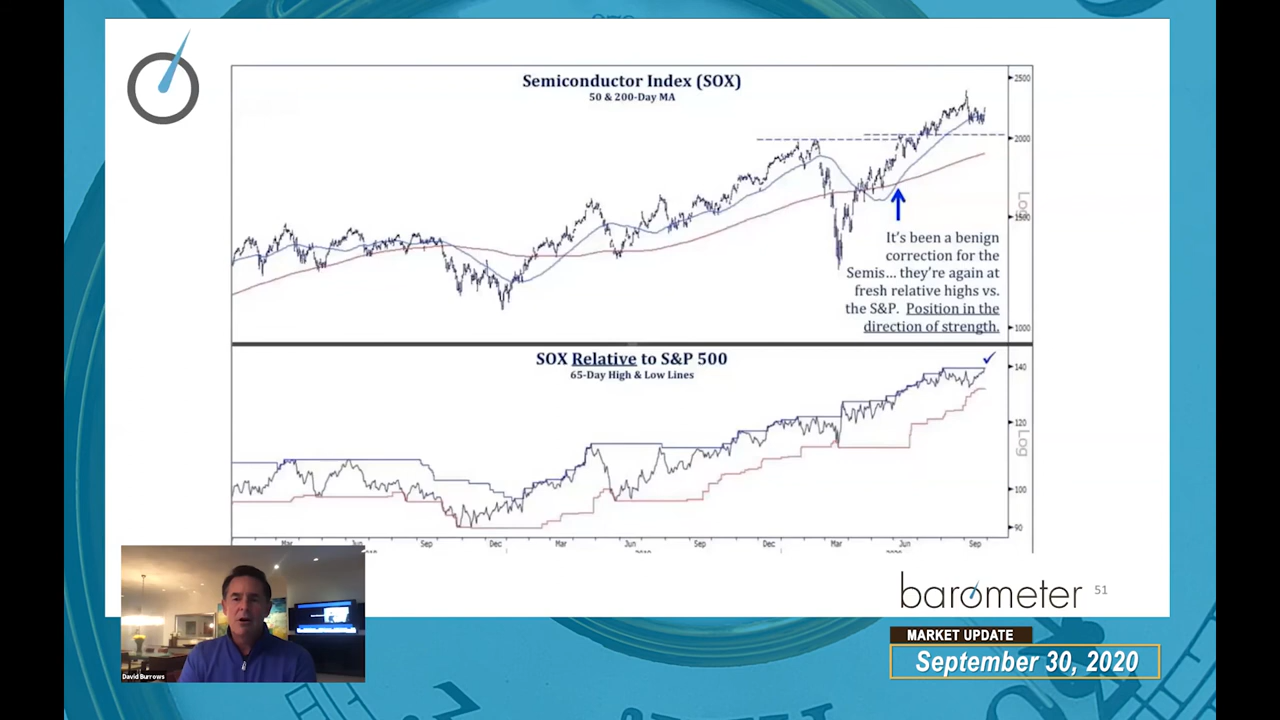 Semiconductor Index (SOX)
50 & 200-Day MA
2500
2000
1500
1000
Log
It's been a benign
correction for the
Semis... they're again at
fresh relative highs vs.
the S&P. Position in the
direction of strength.
SOX Relative to S&P 500
65-Day High & Low Lines
140
120
100
90
Log
Mar Jun Sep Dec Mar Jun Sep Dec Mar Jun Sep
barometer 51
MARKET UPDATE
September 30, 2020
David Burrows